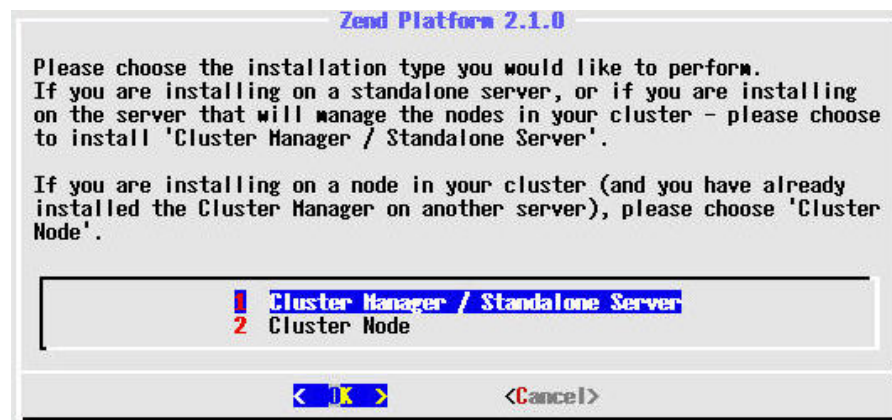 Zend Platform 2.1.0
Please choose the installation type you would like to perform.
If you are installing on a standalone server, or if you are installing
on the server that will manage the nodes in your cluster - please choose
to install 'Cluster Manager / Standalone Server'.
If you are installing on a node in your cluster (and you have already
installed the Cluster Manager on another server), please choose 'Cluster
Node'.
1 Cluster Manager / Standalone Server
2 Cluster Node
< OK > <Cancel>